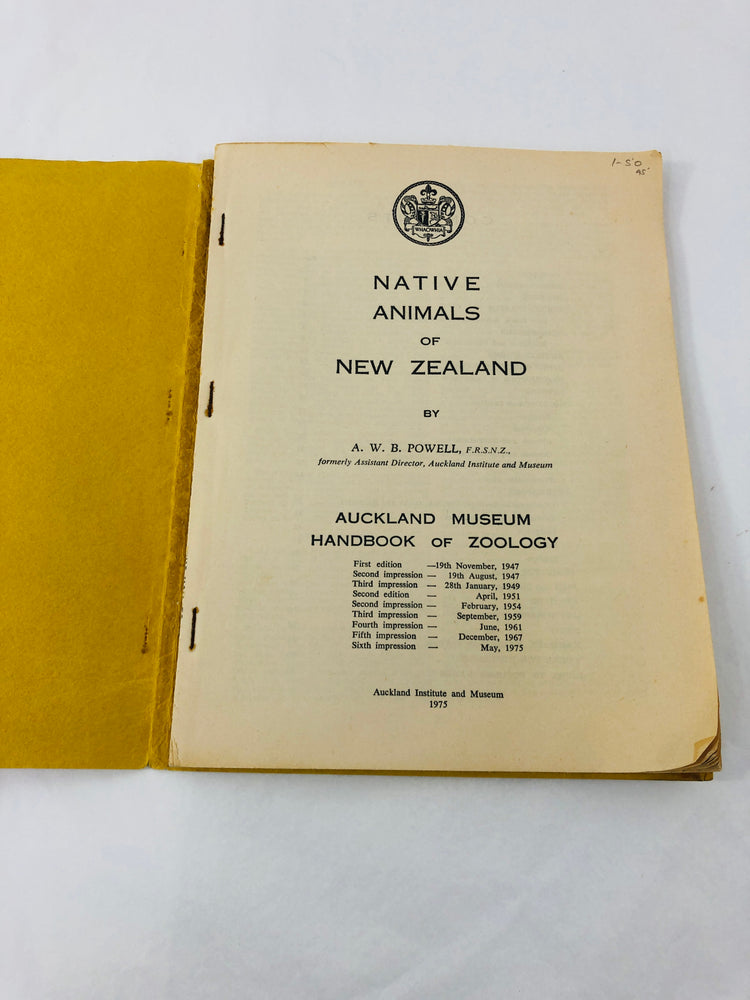 1-50
95
WHAOWHIA
NATIVE
ANIMALS
OF
NEW ZEALAND
BY
A. W. B. POWELL, F.R.S.N.Z.,
formerly Assistant Director, Auckland Institute and Museum
AUCKLAND MUSEUM
HANDBOOK OF ZOOLOGY
First edition —19th November, 1947
Second impression — 19th August, 1947
Third impression — 28th January, 1949
Second edition — April, 1951
Second impression — February, 1954
Third impression — September, 1959
Fourth impression — June, 1961
Fifth impression — December, 1967
Sixth impression — May, 1975
Auckland Institute and Museum
1975